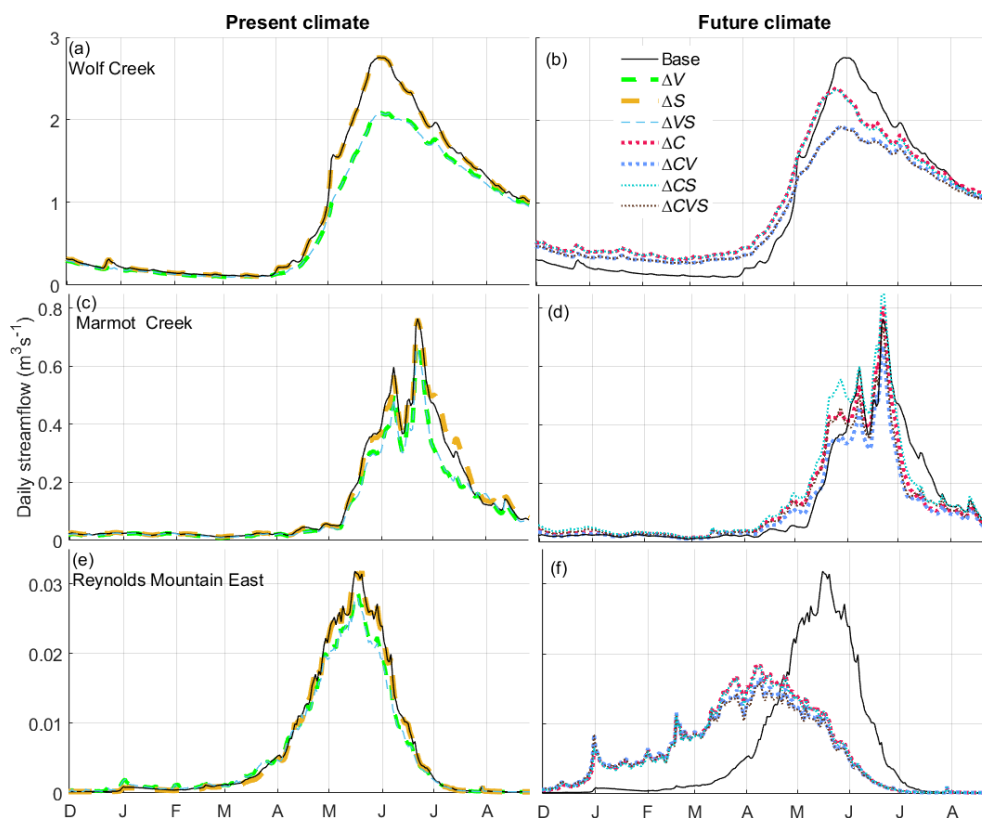 Present climate
Future climate
(a)
Wolf Creek
(b)
Base
ΔV
ΔS
ΔVS
ΔC
ΔCV
ΔCS
ΔCVS
3
2
1
0
(c)
Marmot Creek
(d)
0.8
0.6
0.4
0.2
0
Daily streamflow (m³s⁻¹)
(e)
Reynolds Mountain East
(f)
0.03
0.02
0.01
0
D J F M A M J J A
D J F M A M J J A